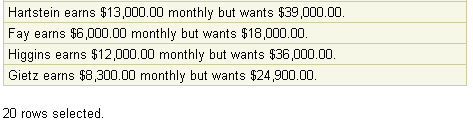 Hartstein earns $13,000.00 monthly but wants $39,000.00.
Fay earns $6,000.00 monthly but wants $18,000.00.
Higgins earns $12,000.00 monthly but wants $36,000.00.
Gietz earns $8,300.00 monthly but wants $24,900.00.
20 rows selected.